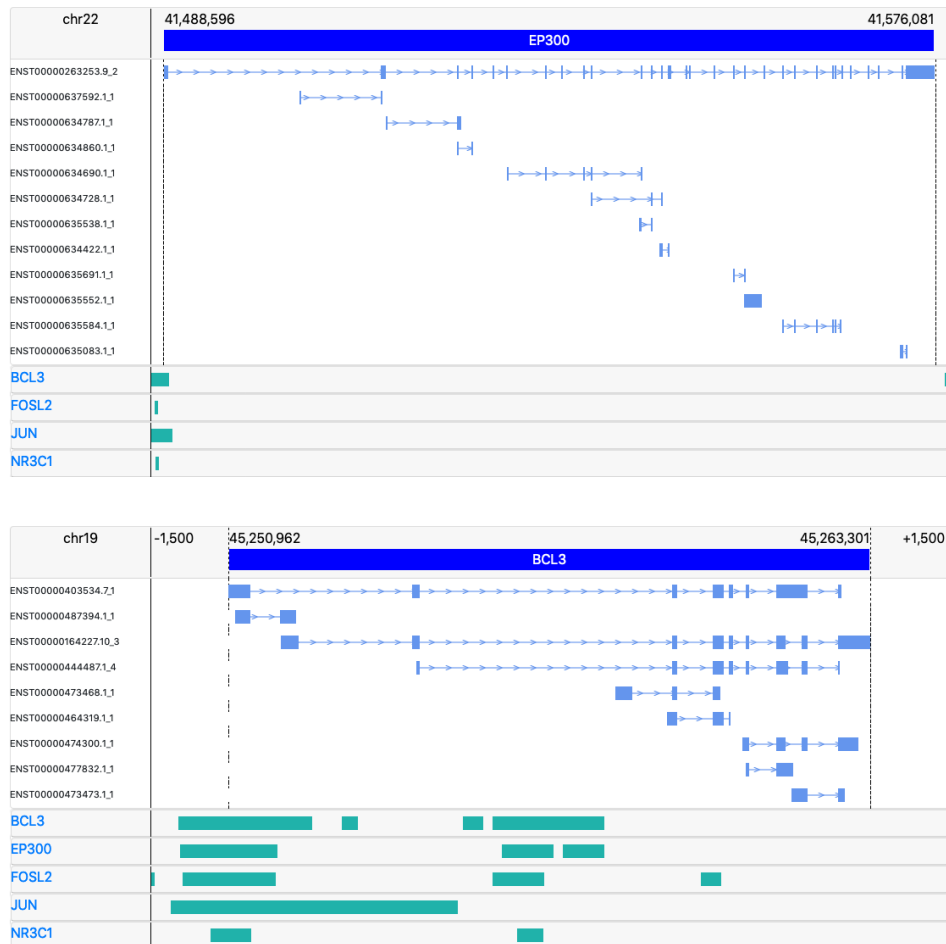 chr22 41,488,596 41,576,081
EP300
ENST00000263253.9_2
ENST00000637592.1_1
ENST00000634787.1_1
ENST00000634860.1_1
ENST00000634690.1_1
ENST00000634728.1_1
ENST00000635538.1_1
ENST00000634422.1_1
ENST00000635691.1_1
ENST00000635552.1_1
ENST00000635584.1_1
ENST00000635083.1_1
BCL3
FOSL2
JUN
NR3C1
chr19 -1,500 45,250,962 45,263,301 +1,500
BCL3
ENST00000403534.7_1
ENST00000487394.1_1
ENST00000164227.10_3
ENST00000444487.1_4
ENST00000473468.1_1
ENST00000464319.1_1
ENST00000474300.1_1
ENST00000477832.1_1
ENST00000473473.1_1
BCL3
EP300
FOSL2
JUN
NR3C1